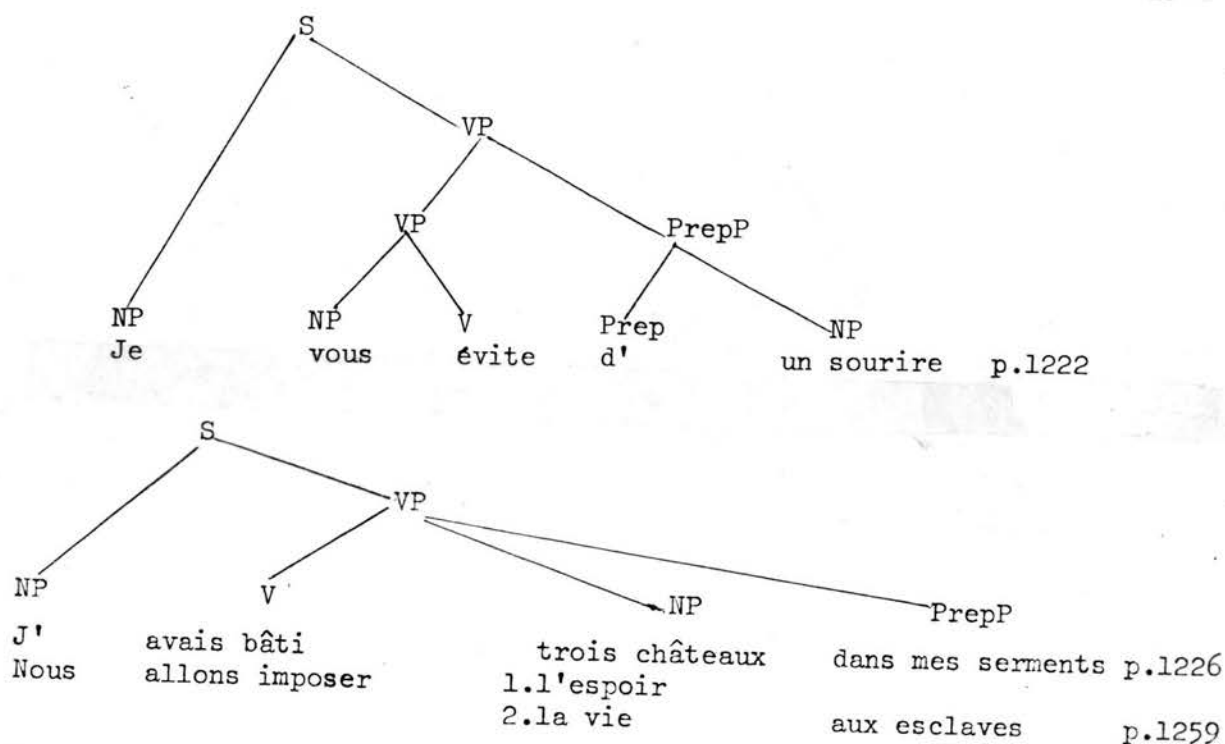 S
VP
VP PrepP
NP NP V Prep NP
Je vous évite d' un sourire p.1222
S
VP
NP V NP PrepP
J' avais bâti trois châteaux dans mes serments p.1226
Nous allons imposer 1.l'espoir
2.la vie aux esclaves p.1259